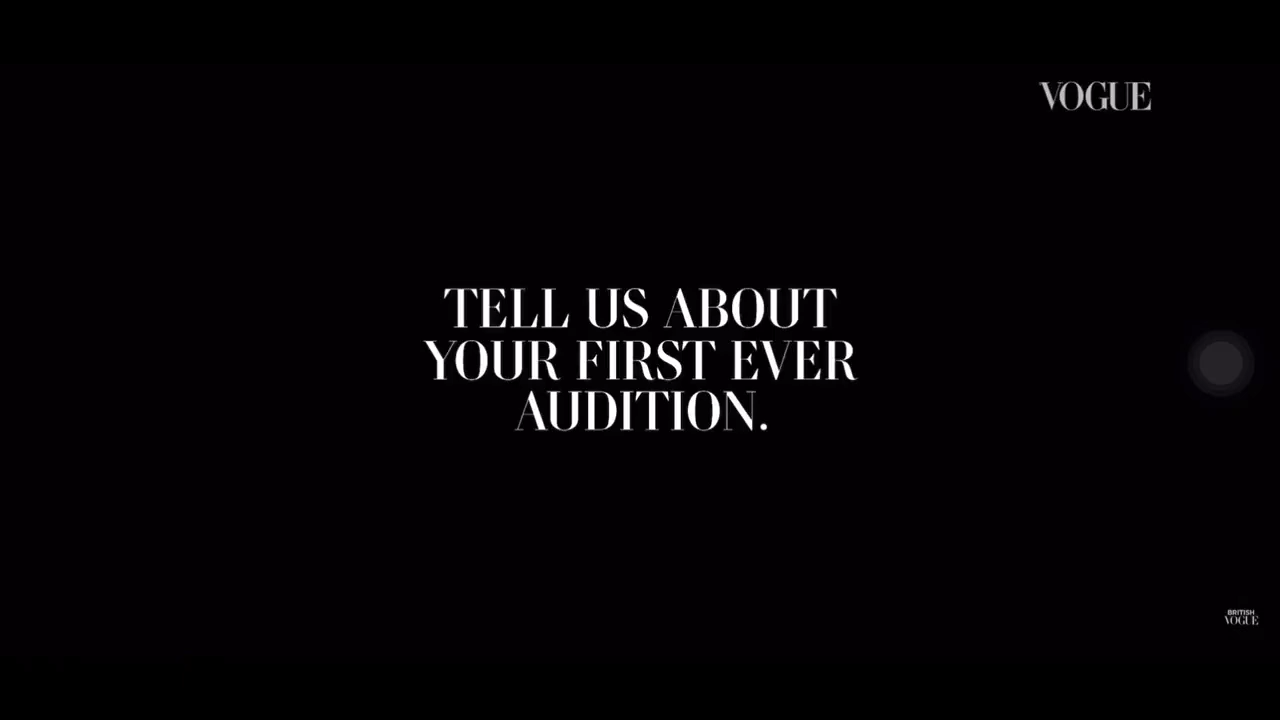 VOGUE
TELL US ABOUT
YOUR FIRST EVER
AUDITION.
BRITISH
VOGUE